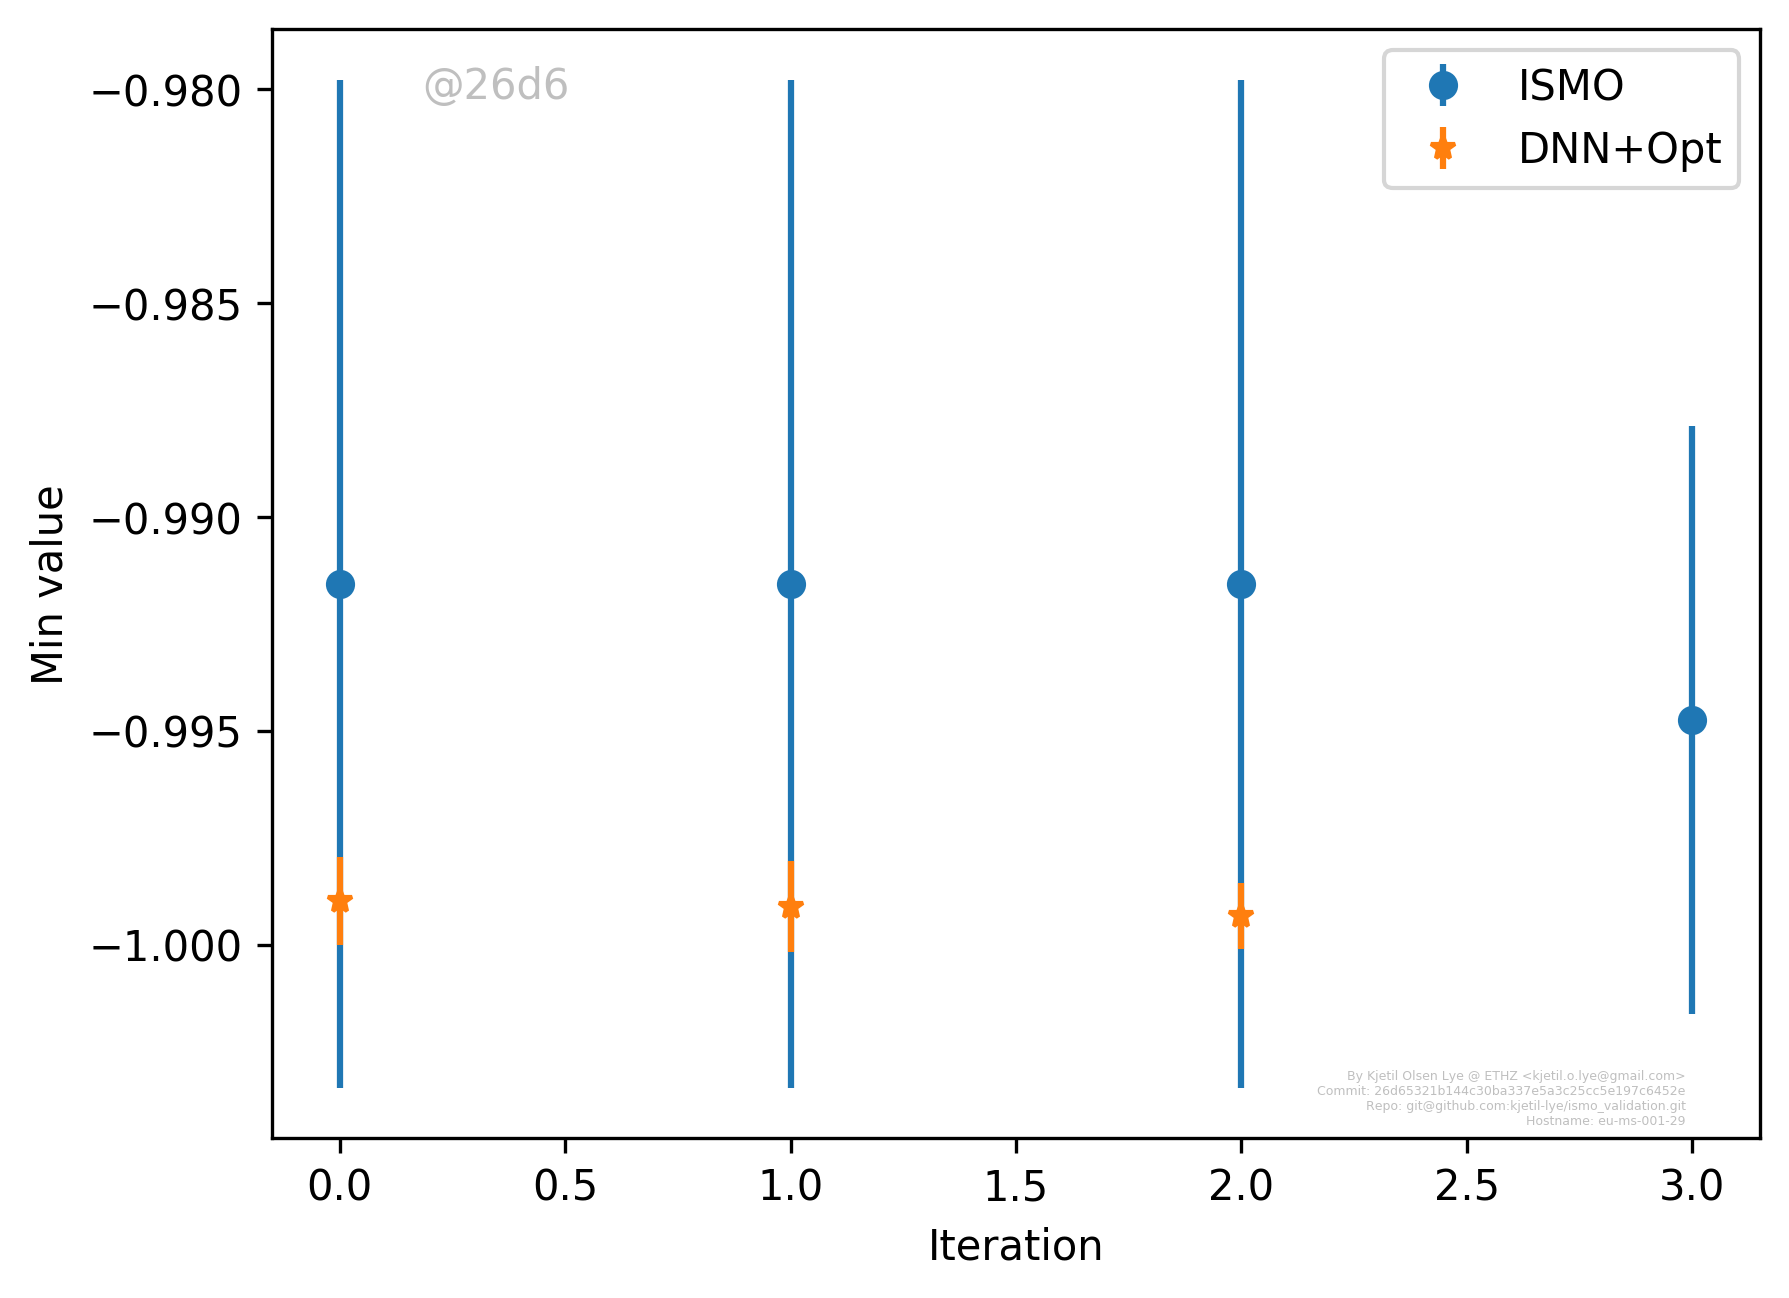 @26d6
ISMO
DNN+Opt
−0.980
−0.985
−0.990
−0.995
−1.000
Min value
By Kjetil Olsen Lye @ ETHZ <kjetil.o.lye@gmail.com>
Commit: 26d65321b144c30ba337e5a3c25cc5e197c6452e
Repo: git@github.com:kjetil-lye/ismo_validation.git
Hostname: eu-ms-001-29
0.0 0.5 1.0 1.5 2.0 2.5 3.0
Iteration